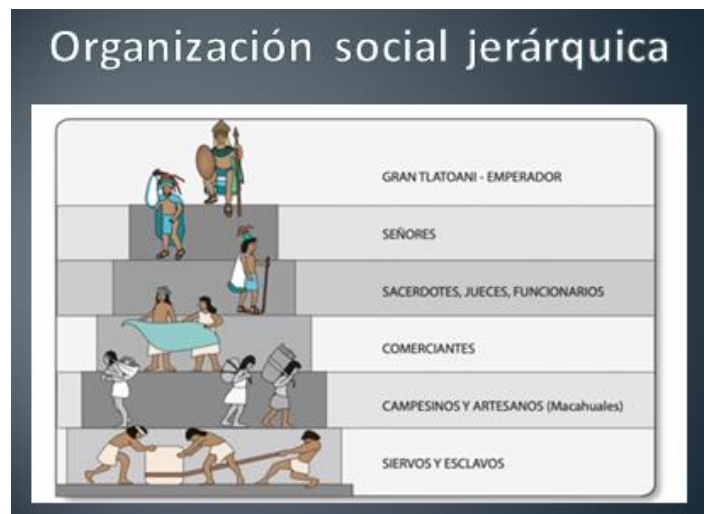 Organización social jerárquica
GRAN TLATOANI - EMPERADOR
SEÑORES
SACERDOTES, JUECES, FUNCIONARIOS
COMERCIANTES
CAMPESINOS Y ARTESANOS (Macahuales)
SIERVOS Y ESCLAVOS